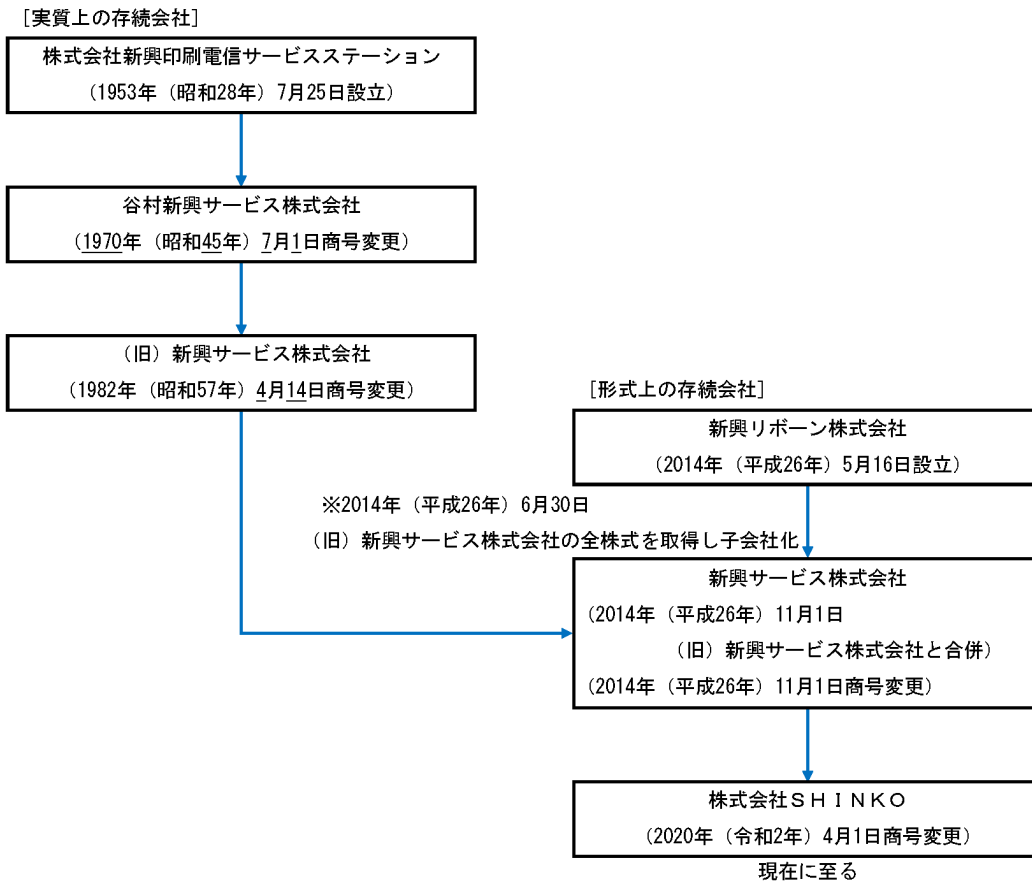 [実質上の存続会社]
株式会社新興印刷電信サービスステーション
(1953年(昭和28年)7月25日設立)
谷村新興サービス株式会社
(1970年(昭和45年)7月1日商号変更)
(旧)新興サービス株式会社
(1982年(昭和57年)4月14日商号変更)
[形式上の存続会社]
新興リボーン株式会社
(2014年(平成26年)5月16日設立)
※2014年(平成26年)6月30日
(旧)新興サービス株式会社の全株式を取得し子会社化
新興サービス株式会社
(2014年(平成26年)11月1日
(旧)新興サービス株式会社と合併)
(2014年(平成26年)11月1日商号変更)
株式会社SHINKO
(2020年(令和2年)4月1日商号変更)
現在に至る